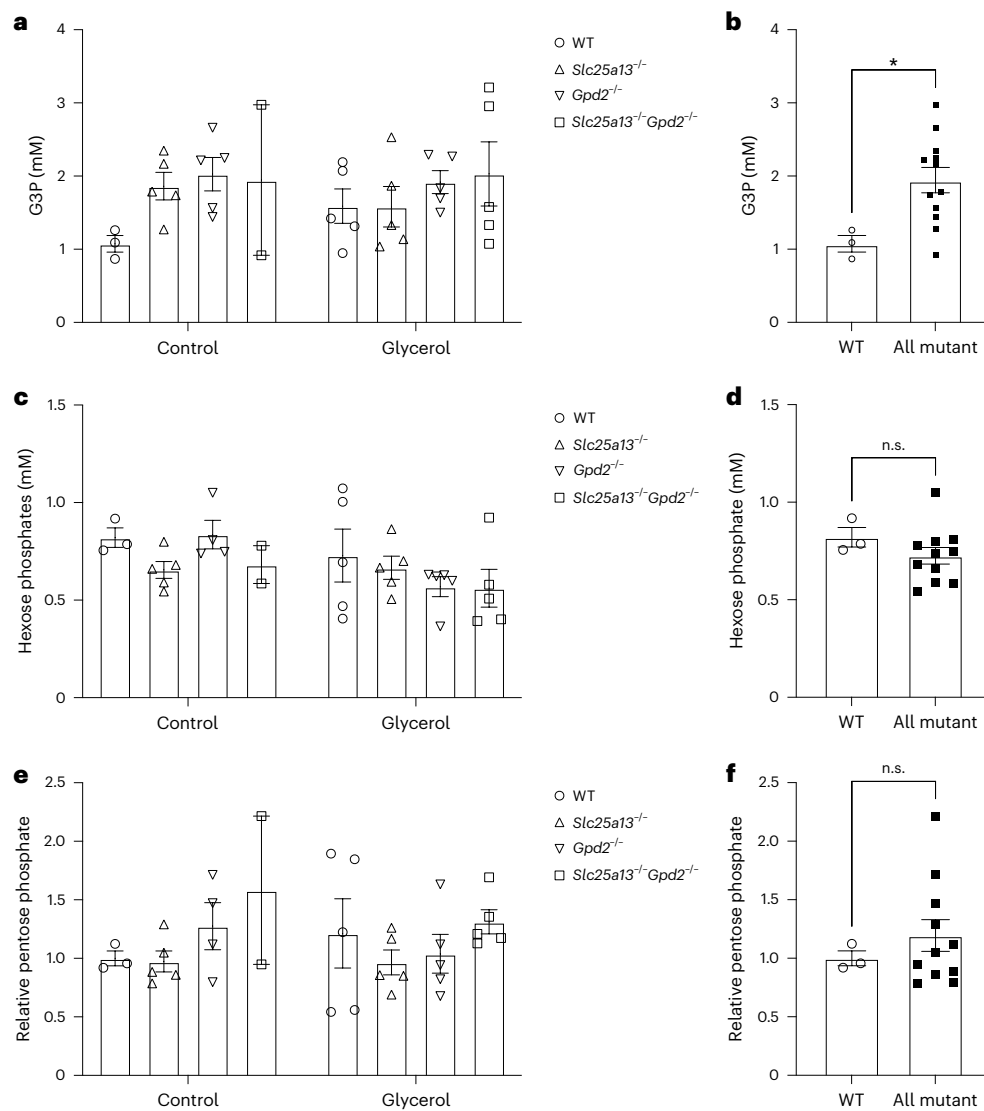 a
4
3
2
1
0
G3P (mM)
Control
Glycerol
WT
Slc25a13−/−
Gpd2−/−
Slc25a13−/−Gpd2−/−
b
4
3
2
1
0
G3P (mM)
*
WT
All mutant
c
1.5
1.0
0.5
0
Hexose phosphates (mM)
Control
Glycerol
WT
Slc25a13−/−
Gpd2−/−
Slc25a13−/−Gpd2−/−
d
1.5
1.0
0.5
0
Hexose phosphate (mM)
n.s.
WT
All mutant
e
2.5
2.0
1.5
1.0
0.5
0
Relative pentose phosphate
Control
Glycerol
WT
Slc25a13−/−
Gpd2−/−
Slc25a13−/−Gpd2−/−
f
2.5
2.0
1.5
1.0
0.5
0
Relative pentose phosphate
n.s.
WT
All mutant